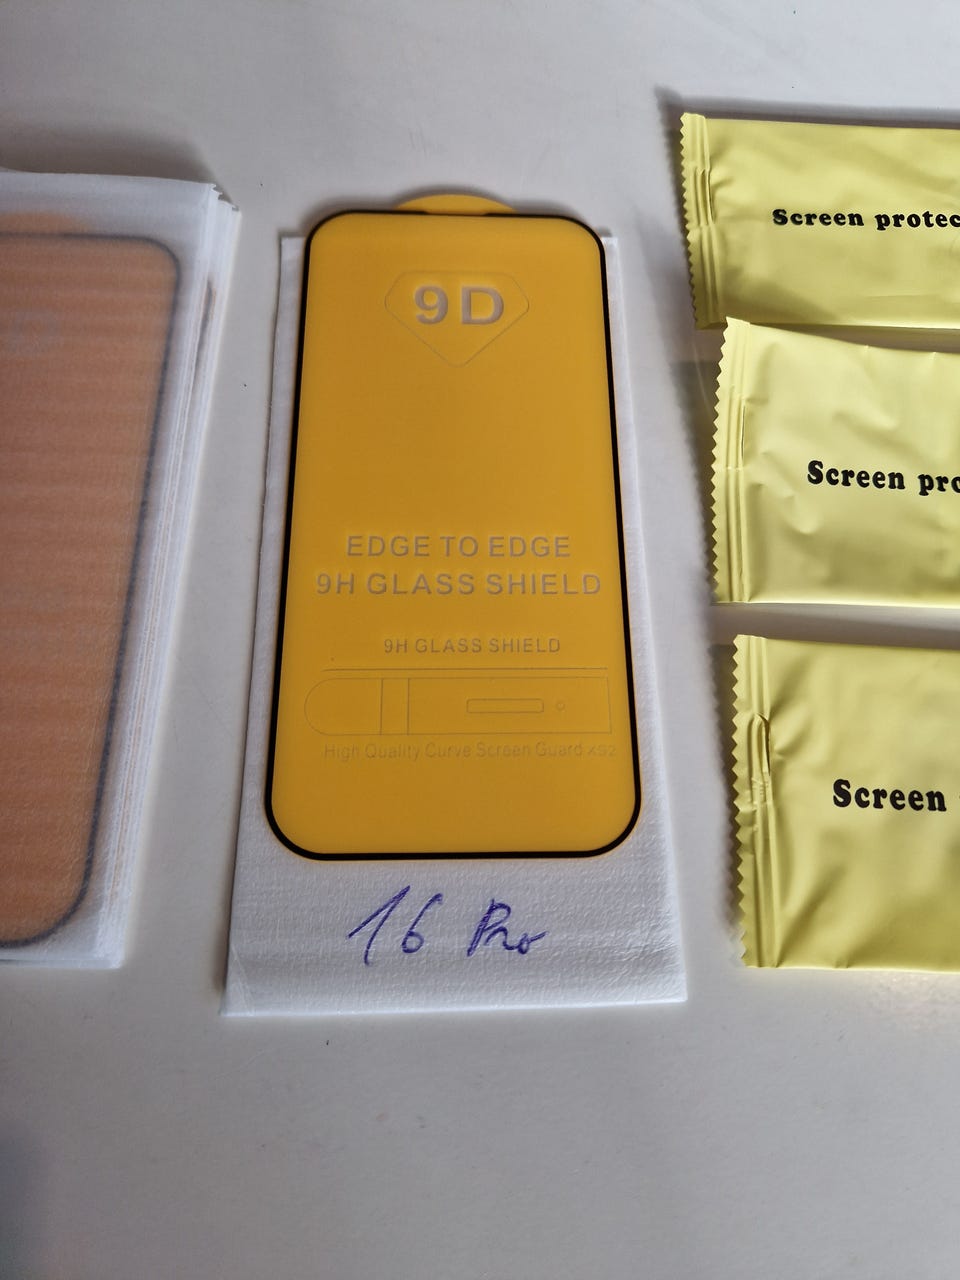 9D
EDGE TO EDGE
9H GLASS SHIELD
9H GLASS SHIELD
High Quality Curve Screen Guard xS2
16 Pro
Screen protec
Screen pro
Screen